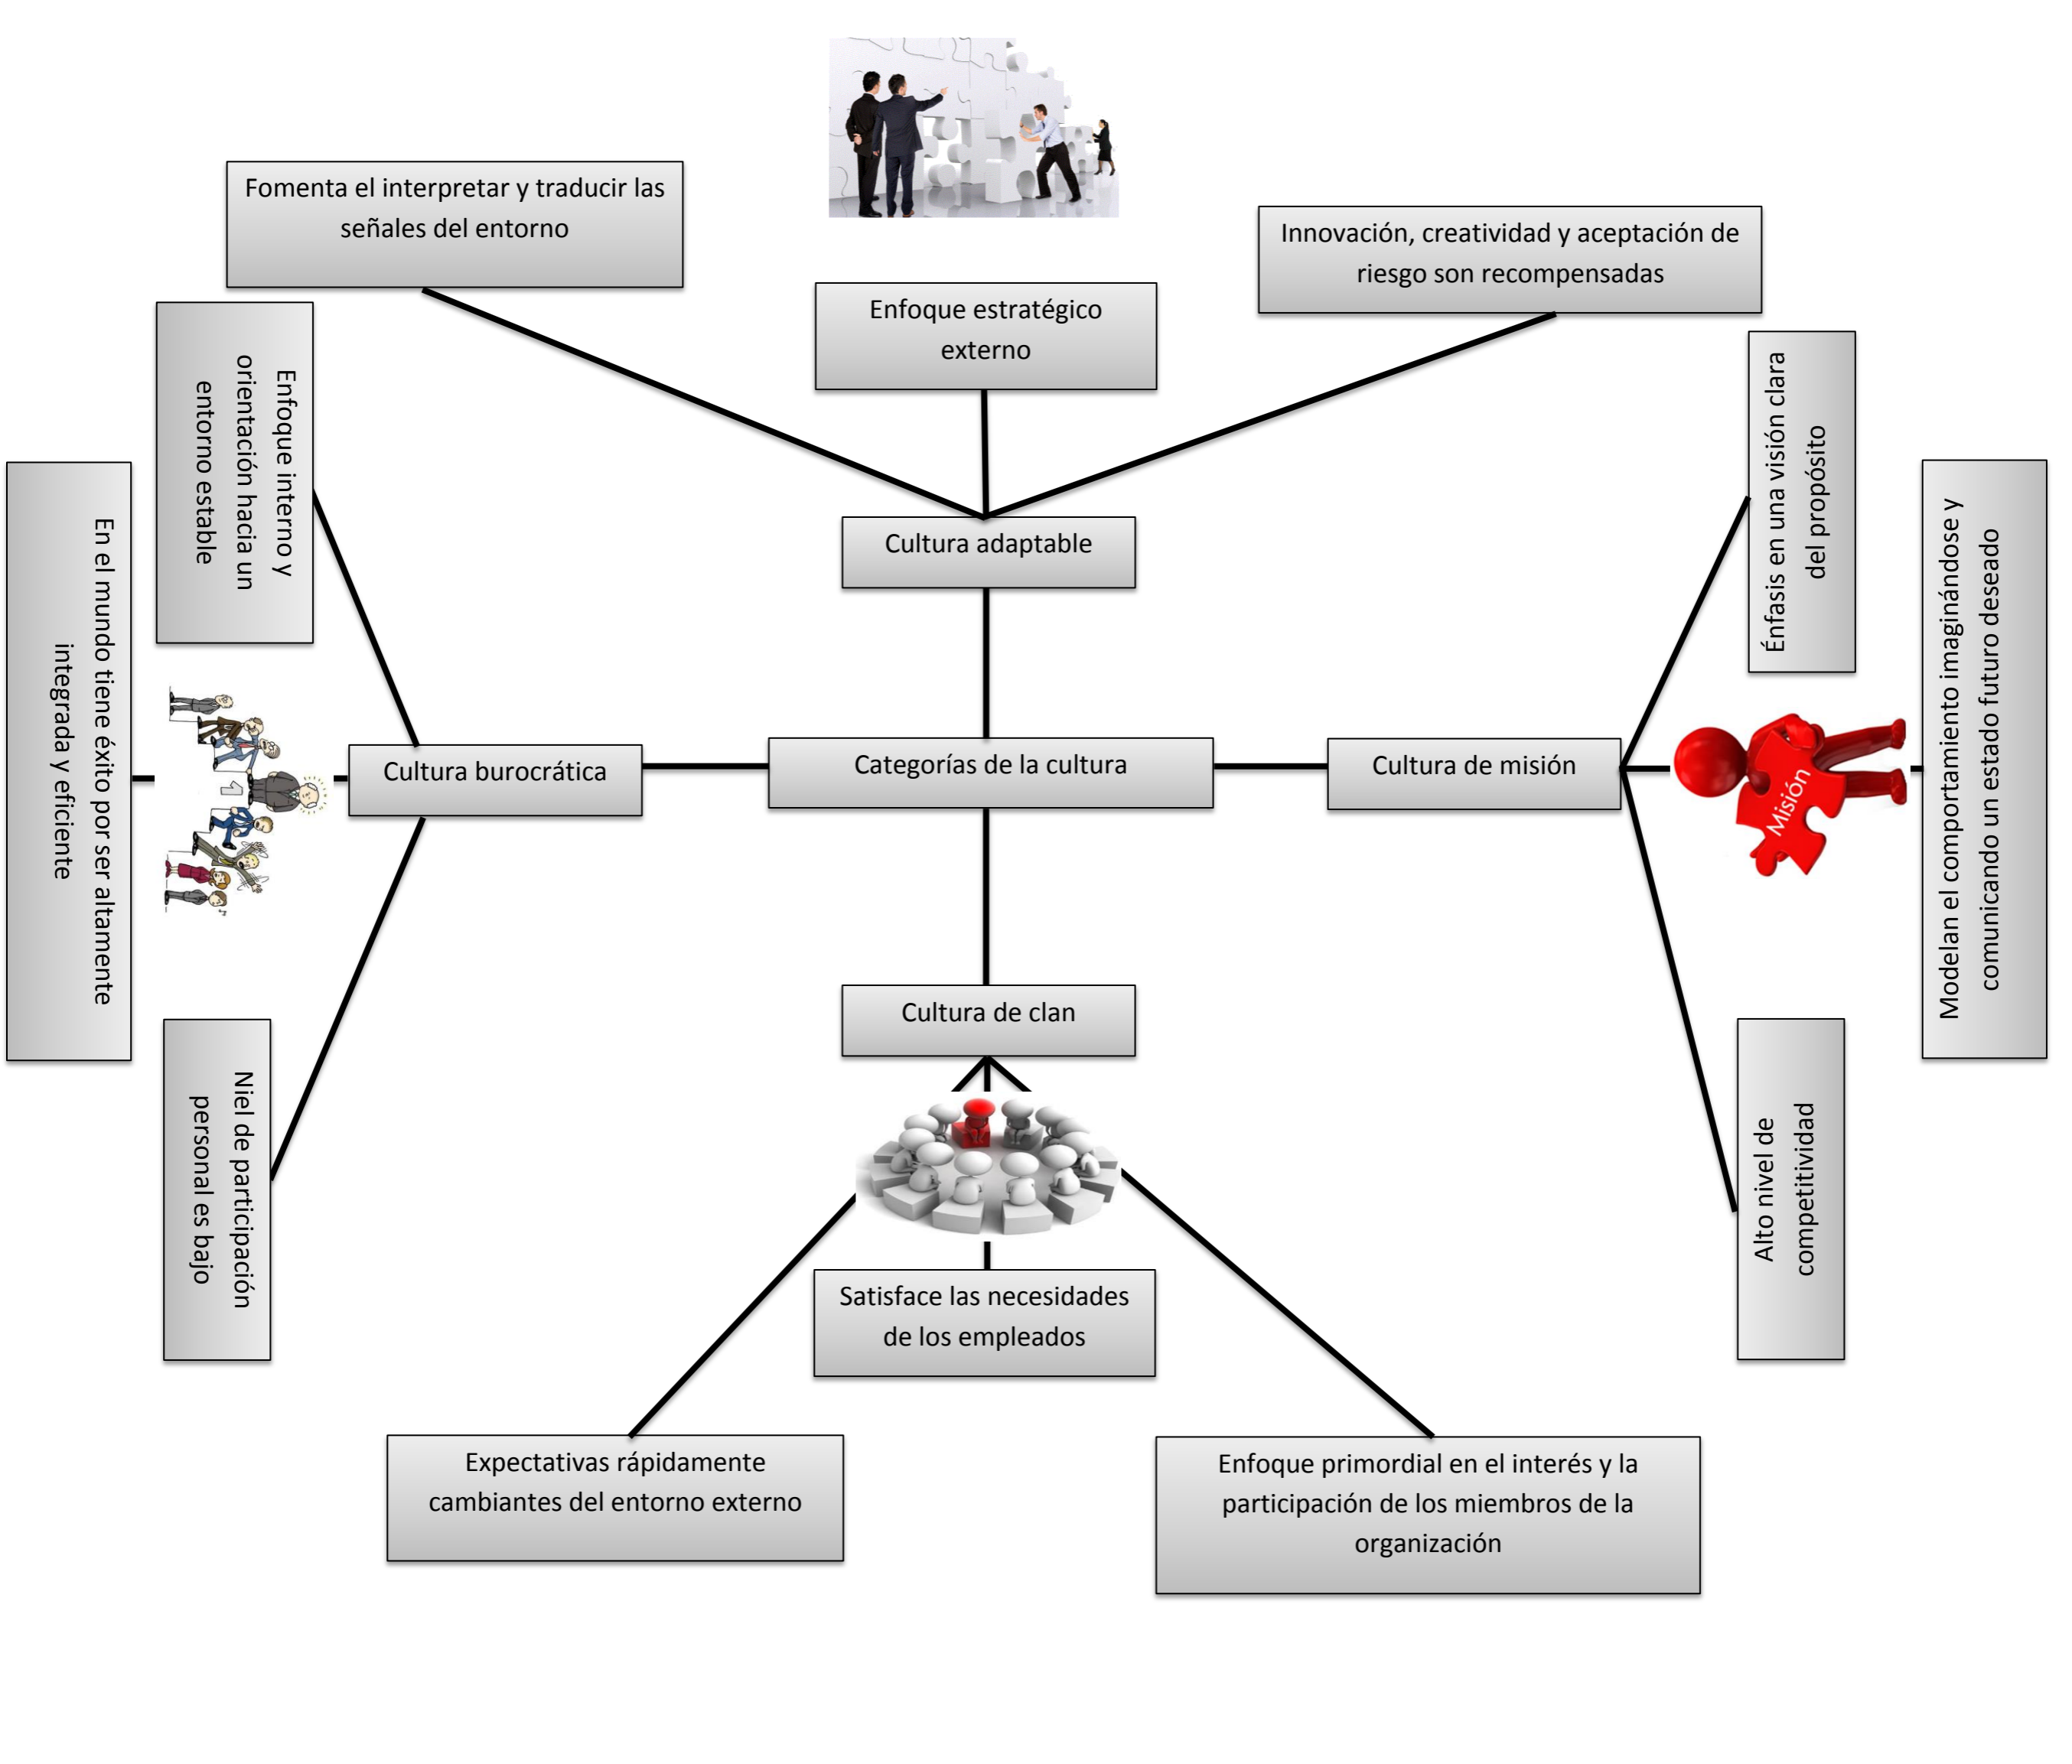 Fomenta el interpretar y traducir las
señales del entorno
Enfoque estratégico
externo
Innovación, creatividad y aceptación de
riesgo son recompensadas
Cultura adaptable
Enfoque interno y
orientación hacia un
entorno estable
En el mundo tiene éxito por ser altamente
integrada y eficiente
Niel de participación
personal es bajo
Cultura burocrática
Categorías de la cultura
Cultura de misión
Énfasis en una visión clara
del propósito
Misión
Modelan el comportamiento imaginándose y
comunicando un estado futuro deseado
Alto nivel de
competitividad
Cultura de clan
Satisface las necesidades
de los empleados
Expectativas rápidamente
cambiantes del entorno externo
Enfoque primordial en el interés y la
participación de los miembros de la
organización
1